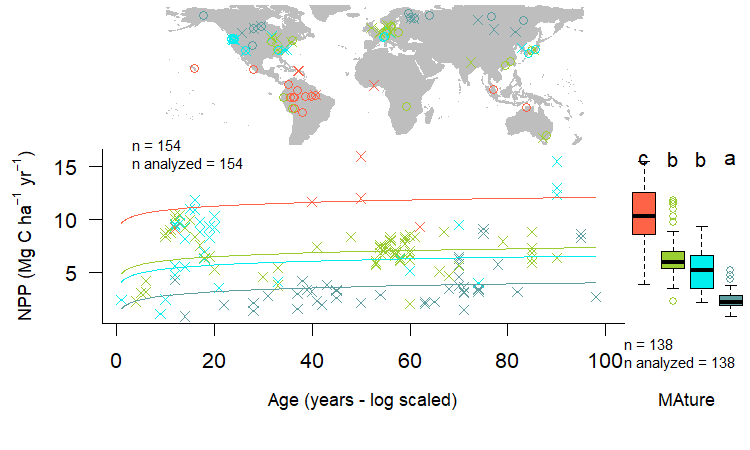 n = 154
n analyzed = 154
c b b a
15
10
5
NPP (Mg C ha⁻¹ yr⁻¹)
0 20 40 60 80 100
n = 138
n analyzed = 138
Age (years - log scaled)
MAture